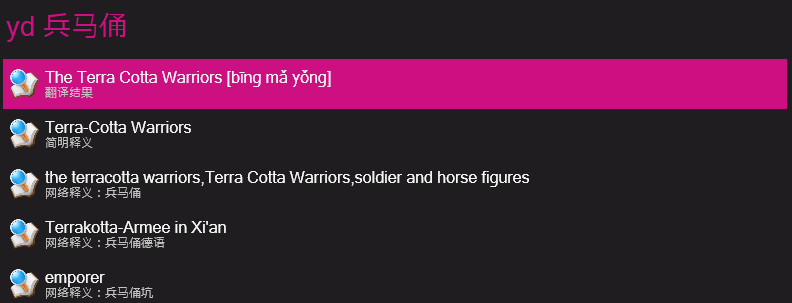 yd 兵马俑
The Terra Cotta Warriors [bīng mǎ yǒng]
翻译结果
Terra-Cotta Warriors
简明释义
the terracotta warriors,Terra Cotta Warriors,soldier and horse figures
网络释义：兵马俑
Terrakotta-Armee in Xi'an
网络释义：兵马俑德语
emporer
网络释义：兵马俑坑